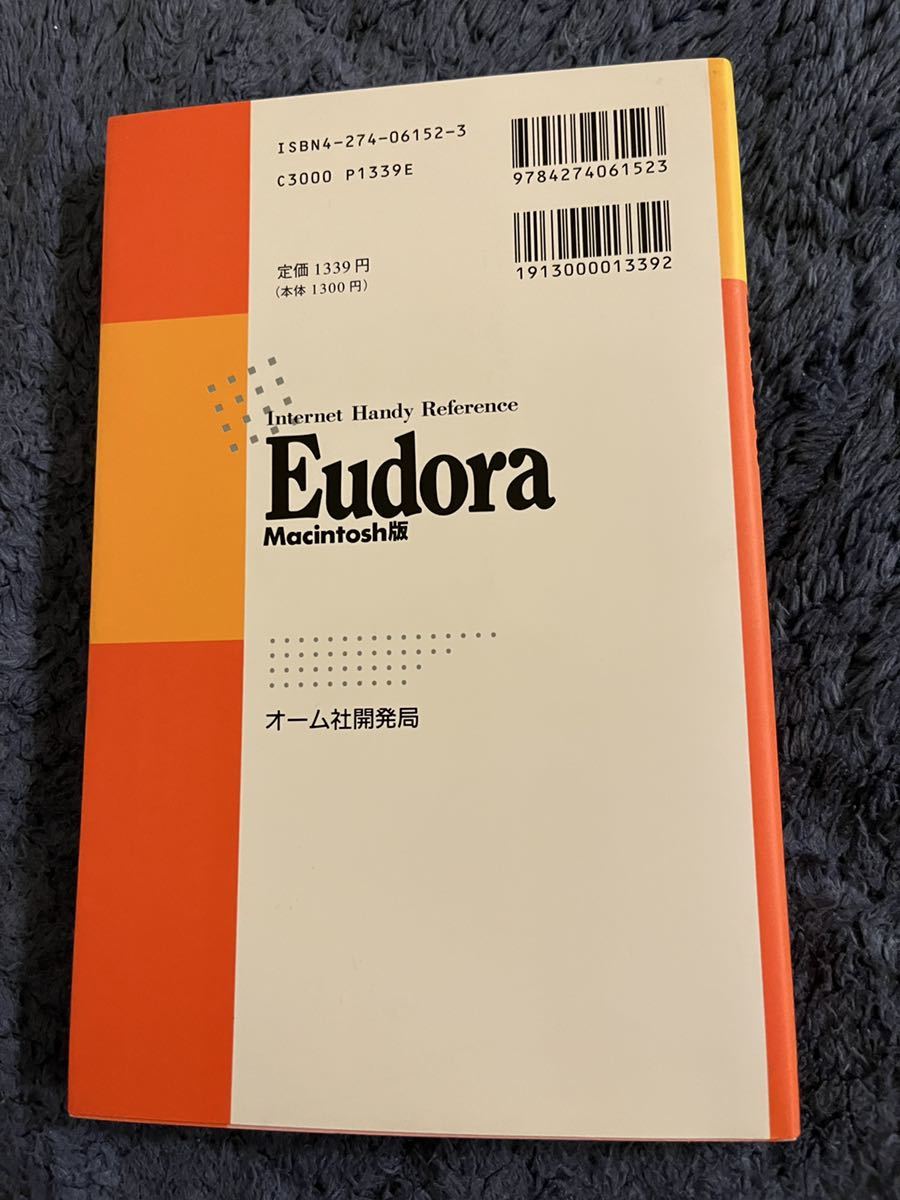 ISBN4-274-06152-3
C3000 P1339E
9784274061523
1913000013392
定価1339円
(本体1300円)
Internet Handy Reference
Eudora
Macintosh版
オーム社開発局